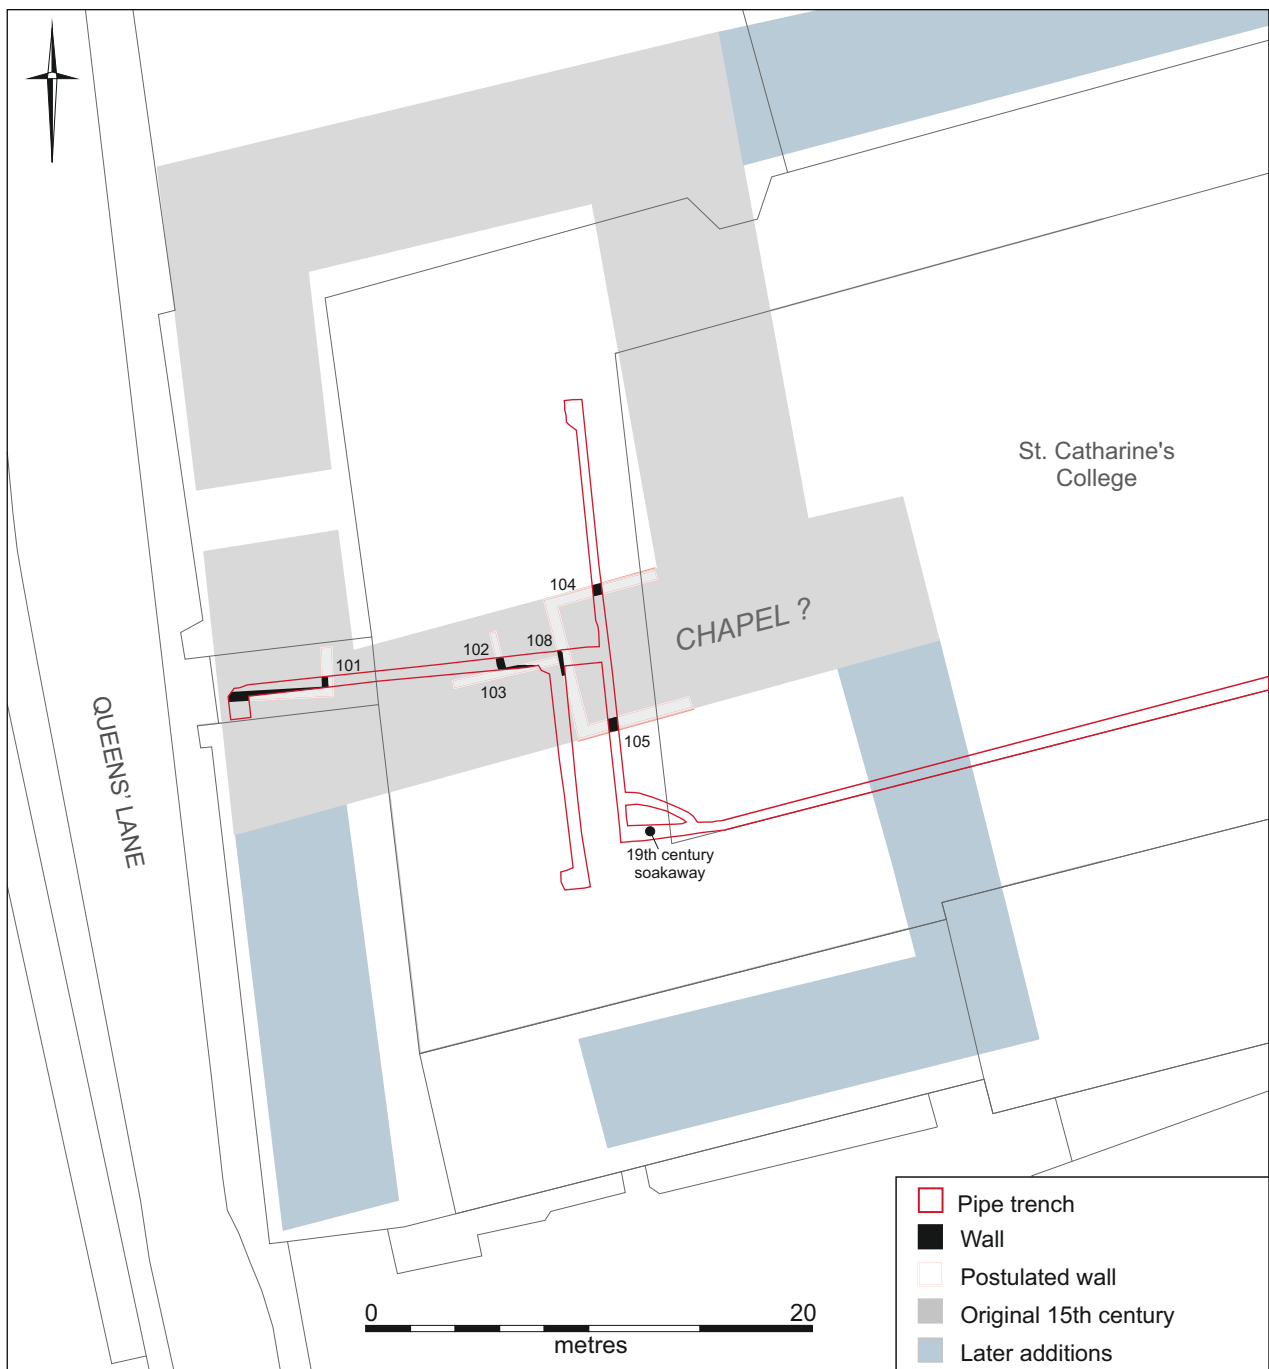 St. Catharine's
College
104
CHAPEL ?
102
108
101
103
105
QUEENS' LANE
19th century
soakaway
0
20
metres
Pipe trench
Wall
Postulated wall
Original 15th century
Later additions